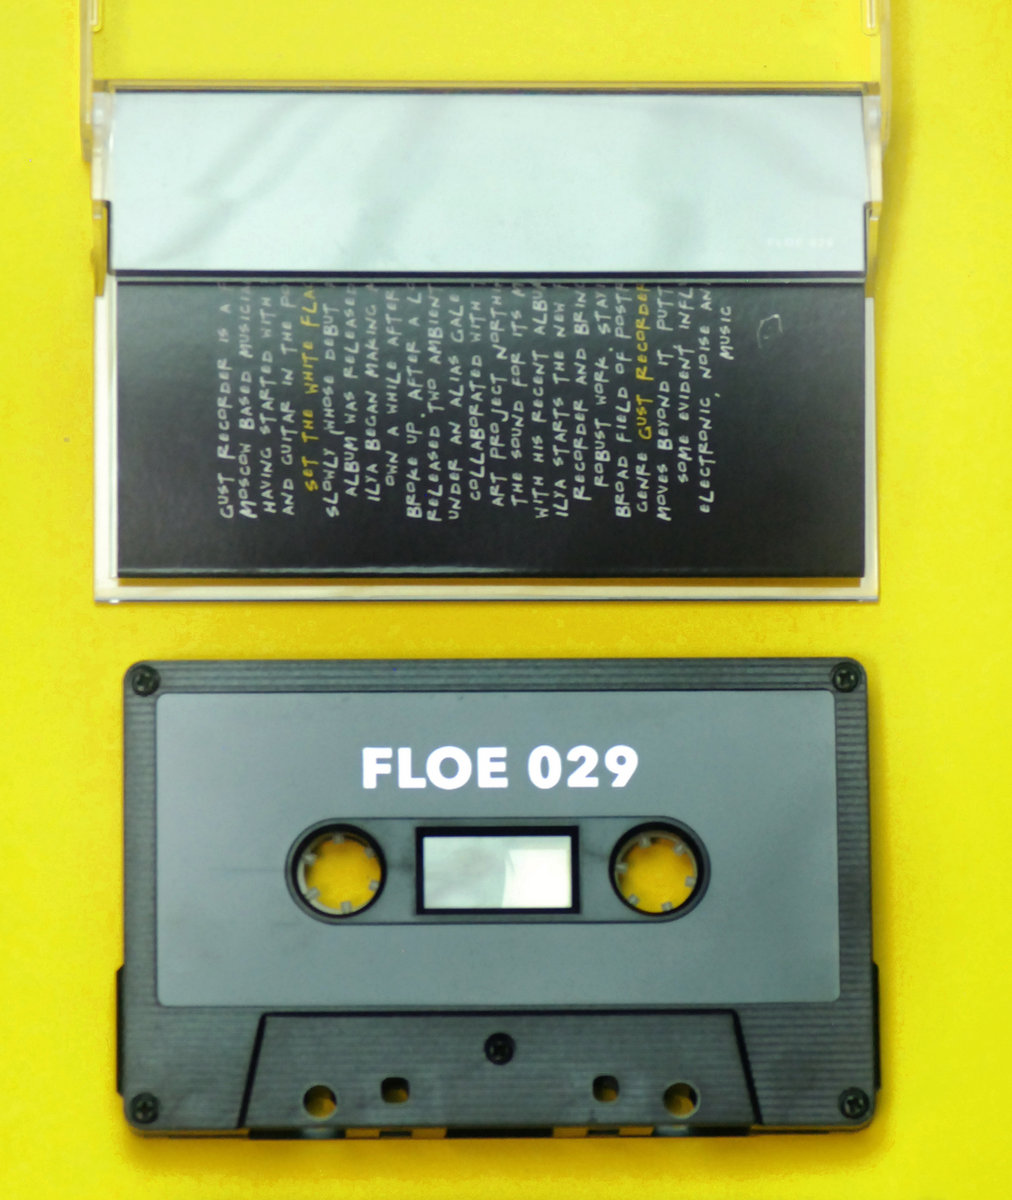 FLOE 029
GUST RECORDER IS A
MOSCOW BASED MUSICIA
HAVING STARTED WITH
AND GUITAR IN THE PO
SET THE WHITE FLA
SLOWLY (WHOSE DEBUT
ALBUM WAS RELEASED
ILYA BEGAN MAKING A
OWN A WHILE AFTER
BROKE UP. AFTER A LO
RELEASED TWO AMBIENT
UNDER AN ALIAS GALE
COLLABORATED WITH
ART PROJECT NORTH
THE SOUND FOR ITS
WITH HIS RECENT ALBU
ILYA STARTS THE NEW
RECORDER AND BRING
ROBUST WORK. STAY
BROAD FIELD OF POSTR
GENRE GUST RECORDER
MOVES BEYOND IT PUTT
SOME EVIDENT INFL
ELECTRONIC, NOISE AN
MUSIC
FLOE 029